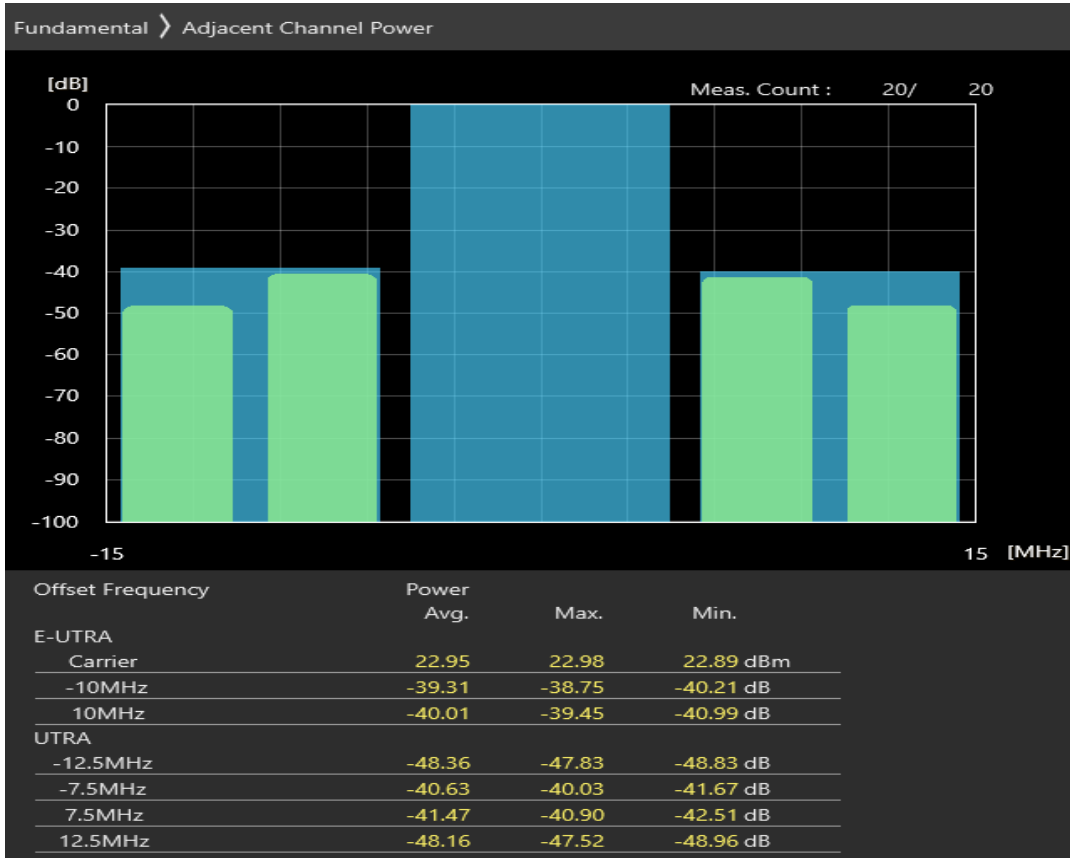 Fundamental ❯ Adjacent Channel Power
[dB]
Meas. Count : 20/ 20
0
-10
-20
-30
-40
-50
-60
-70
-80
-90
-100
-15 15 [MHz]
Offset Frequency Power
Avg. Max. Min.
E-UTRA
Carrier 22.95 22.98 22.89 dBm
-10MHz -39.31 -38.75 -40.21 dB
10MHz -40.01 -39.45 -40.99 dB
UTRA
-12.5MHz -48.36 -47.83 -48.83 dB
-7.5MHz -40.63 -40.03 -41.67 dB
7.5MHz -41.47 -40.90 -42.51 dB
12.5MHz -48.16 -47.52 -48.96 dB